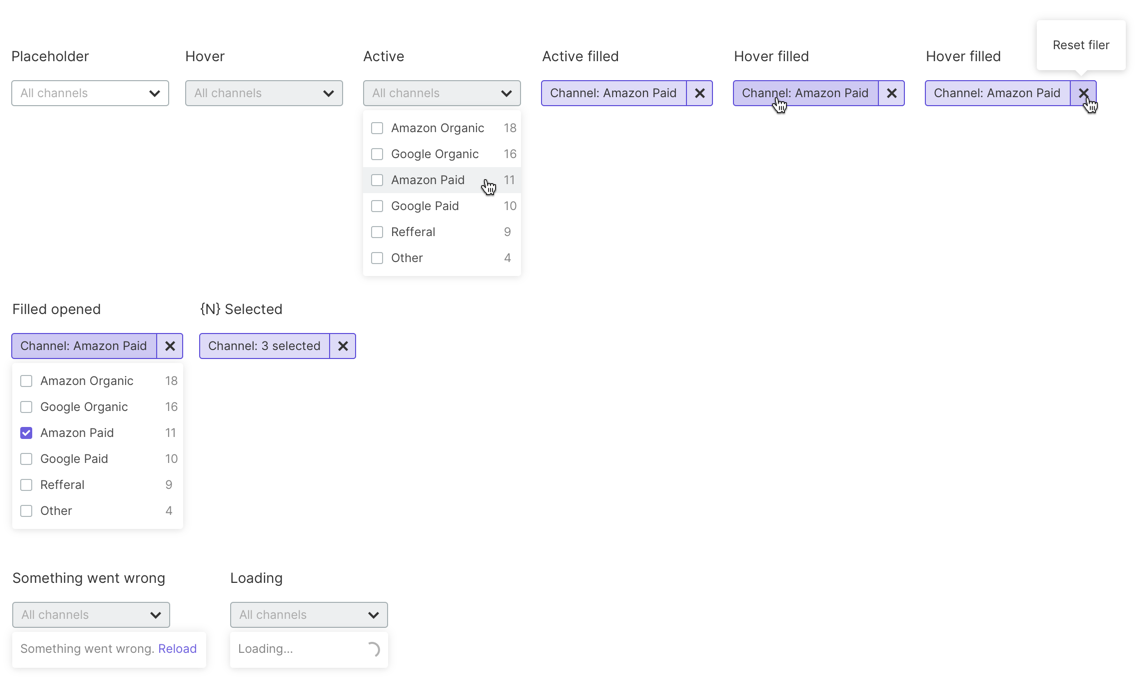 Reset filer
Placeholder
Hover
Active
Active filled
Hover filled
Hover filled
All channels
All channels
All channels
Channel: Amazon Paid
Channel: Amazon Paid
Channel: Amazon Paid
Amazon Organic 18
Google Organic 16
Amazon Paid 11
Google Paid 10
Refferal 9
Other 4
Filled opened
{N} Selected
Channel: Amazon Paid
Channel: 3 selected
Amazon Organic 18
Google Organic 16
Amazon Paid 11
Google Paid 10
Refferal 9
Other 4
Something went wrong
Loading
All channels
All channels
Something went wrong. Reload
Loading...